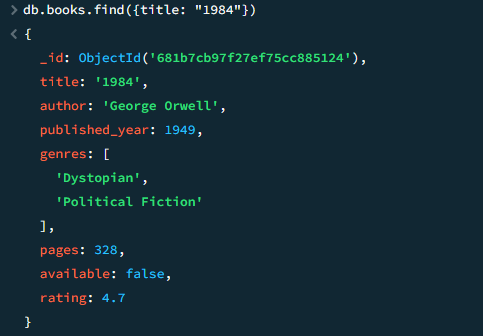 > db.books.find({title: "1984"})
< {
_id: ObjectId('681b7cb97f27ef75cc885124'),
title: '1984',
author: 'George Orwell',
published_year: 1949,
genres: [
'Dystopian',
'Political Fiction'
],
pages: 328,
available: false,
rating: 4.7
}